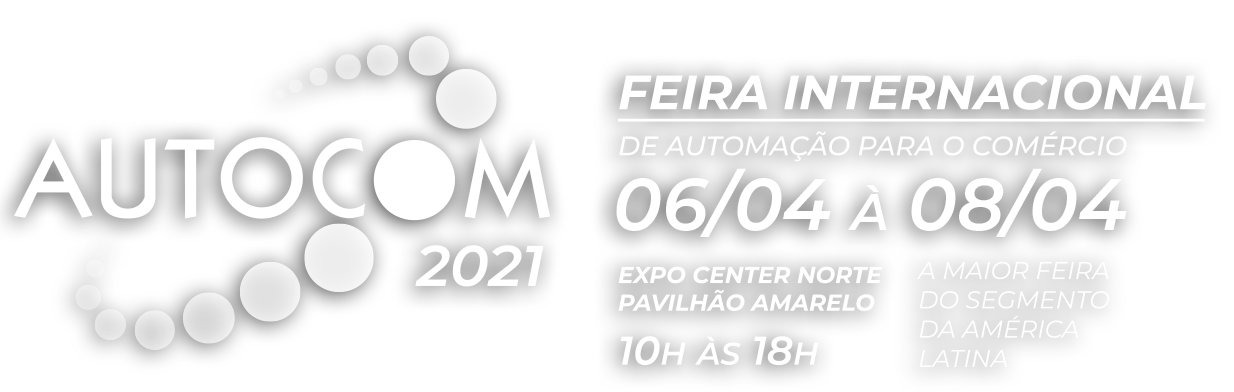 AUTOCOM
2021
FEIRA INTERNACIONAL
DE AUTOMAÇÃO PARA O COMÉRCIO
06/04 À 08/04
EXPO CENTER NORTE
PAVILHÃO AMARELO
10H ÀS 18H
A MAIOR FEIRA
DO SEGMENTO
DA AMÉRICA
LATINA